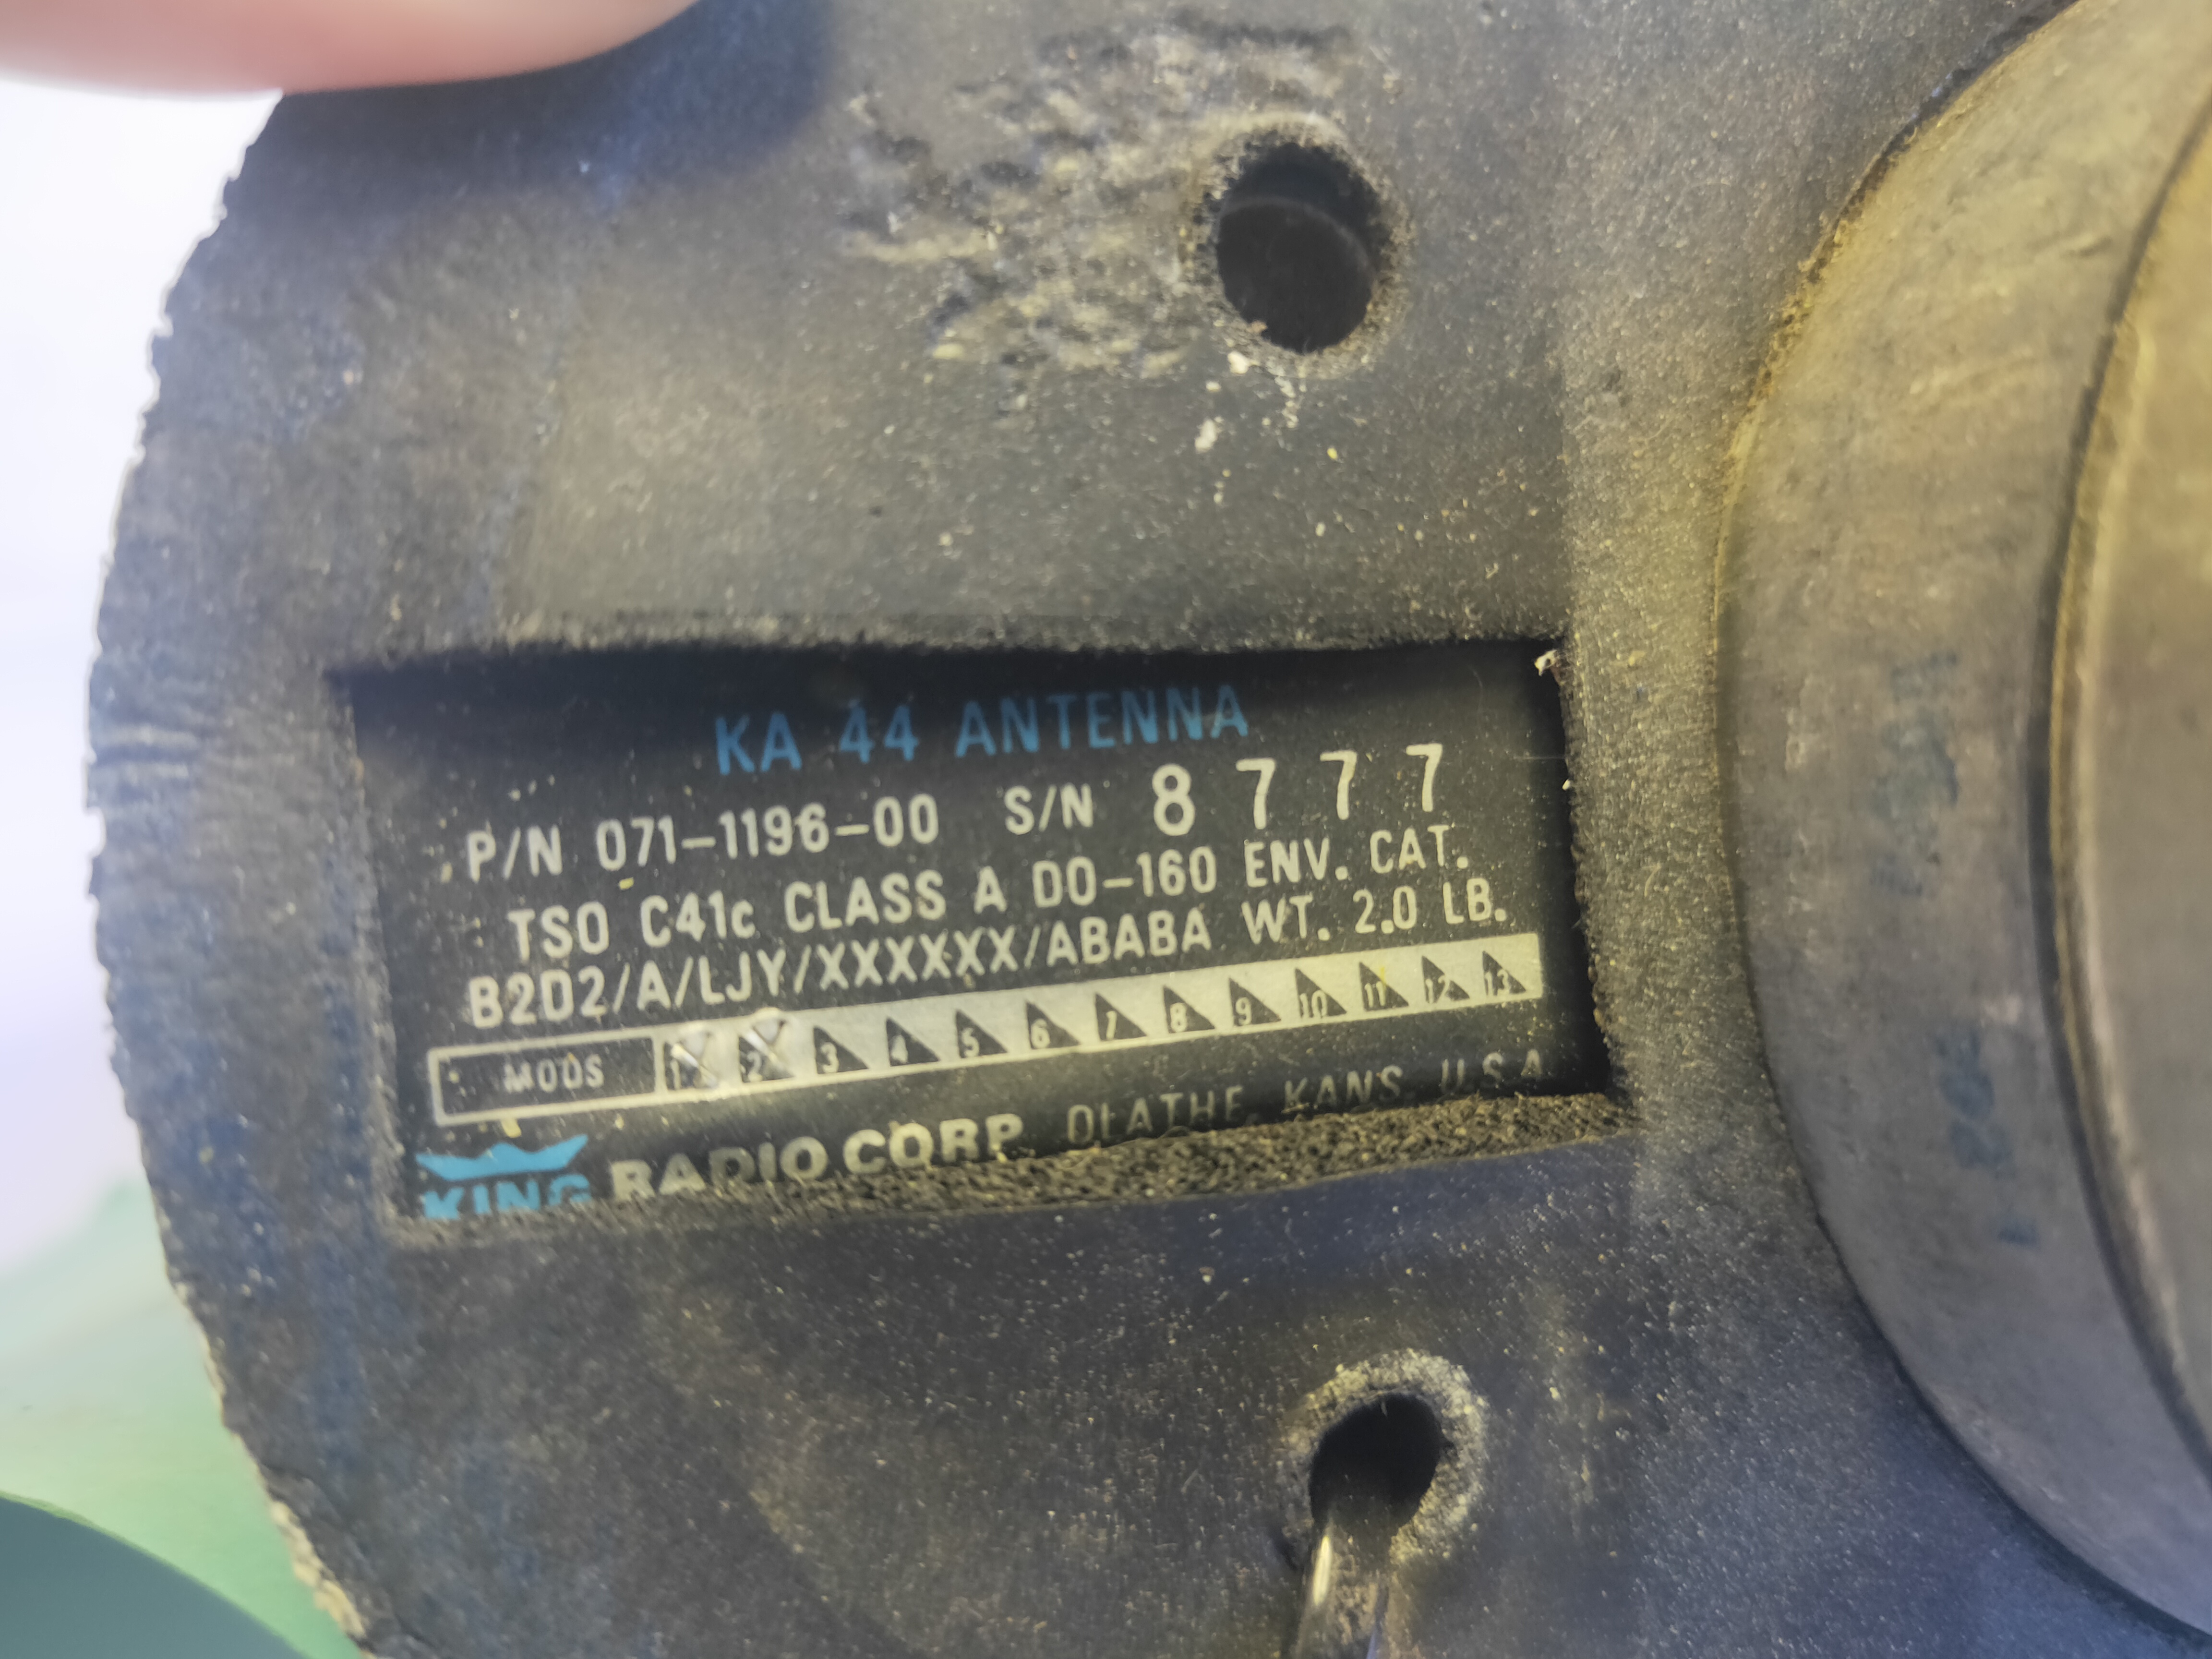 KA 44 ANTENNA
P/N 071-1196-00 S/N 8777
TSO C41c CLASS A DO-160 ENV. CAT.
B2D2/A/LJY/XXXXXX/ABABA WT. 2.0 LB.
MODS 1 2 3 4 5 6 7 8 9 10 11 12 13
KING RADIO CORP OLATHE, KANS. U.S.A